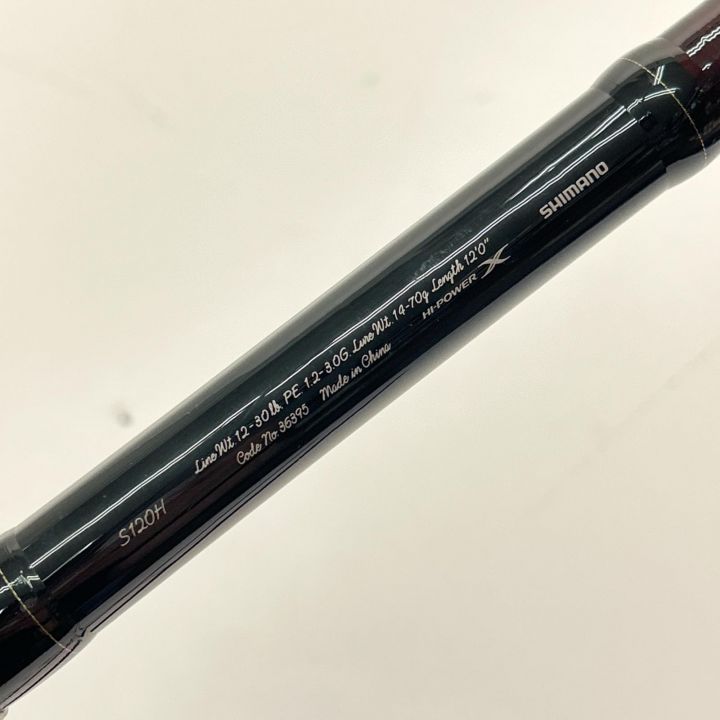 SHIMANO
Line Wt. 12-30lb. PE. 1.2-3.0G. Lure Wt. 14-70g Length 12'0"
HI-POWER X
Code No. 36395 Made in China
S120H